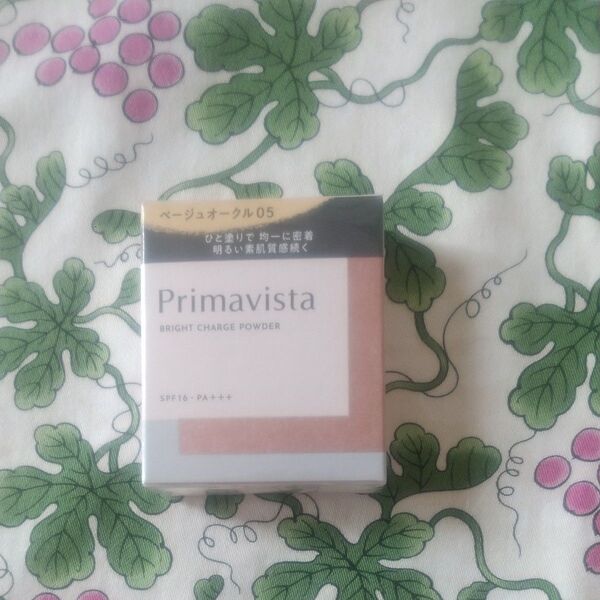 ベージュオークル05
ひと塗りで 均一に密着
明るい素肌質感続く
Primavista
BRIGHT CHARGE POWDER
SPF16・PA+++